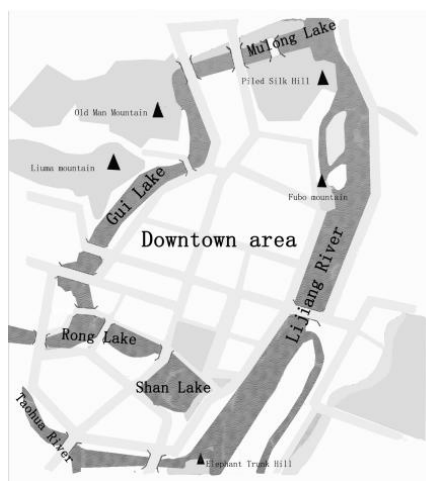 Mulong Lake
Piled Silk Hill
Old Man Mountain
Liuma mountain
Gui Lake
Fubo mountain
Downtown area
Lijiang River
Rong Lake
Shan Lake
Taohua River
Elephant Trunk Hill